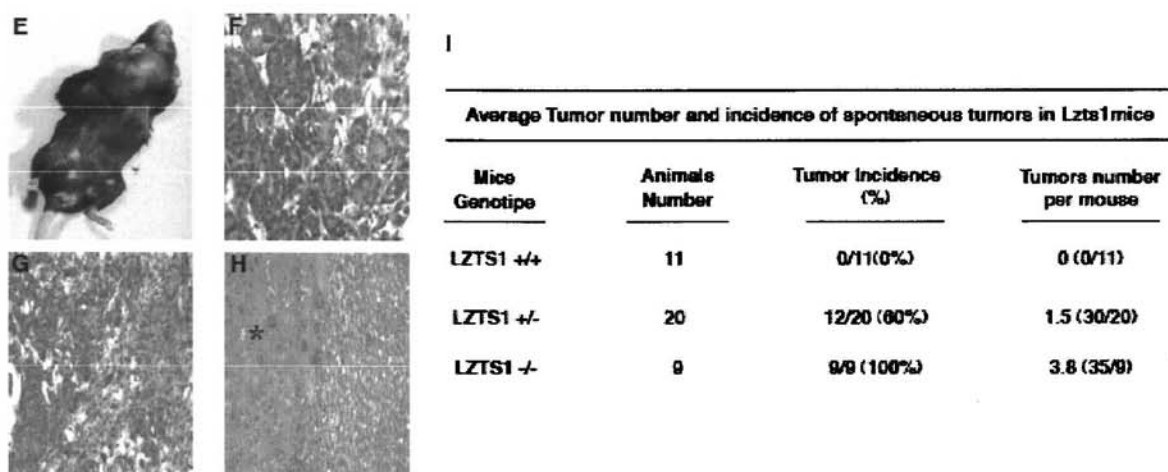 E
F
G
H
*
I
Average Tumor number and incidence of spontaneous tumors in Lzts1mice
Mice Genotipe
Animals Number
Tumor Incidence (%)
Tumors number per mouse
LZTS1 +/+ 11 0/11(0%) 0 (0/11)
LZTS1 +/- 20 12/20 (60%) 1.5 (30/20)
LZTS1 -/- 9 9/9 (100%) 3.8 (35/9)